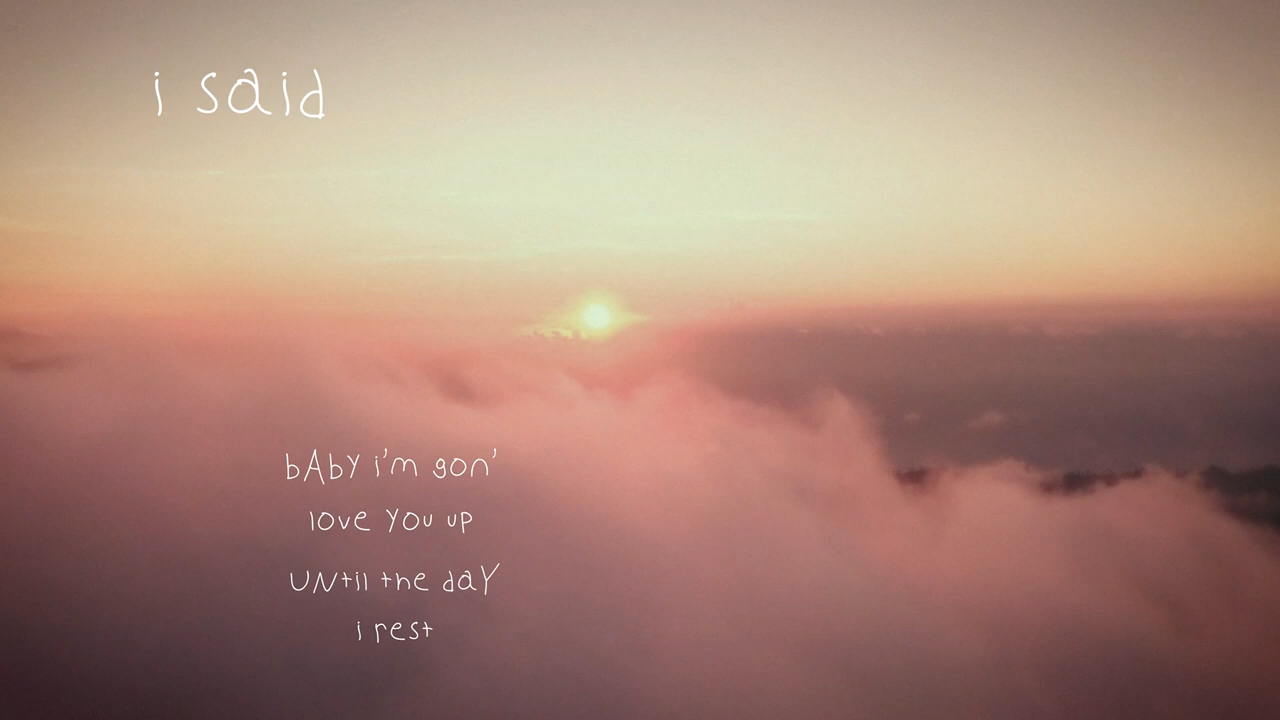 i said
bAby i'm gon'
love you up
UNtil the day
i rest